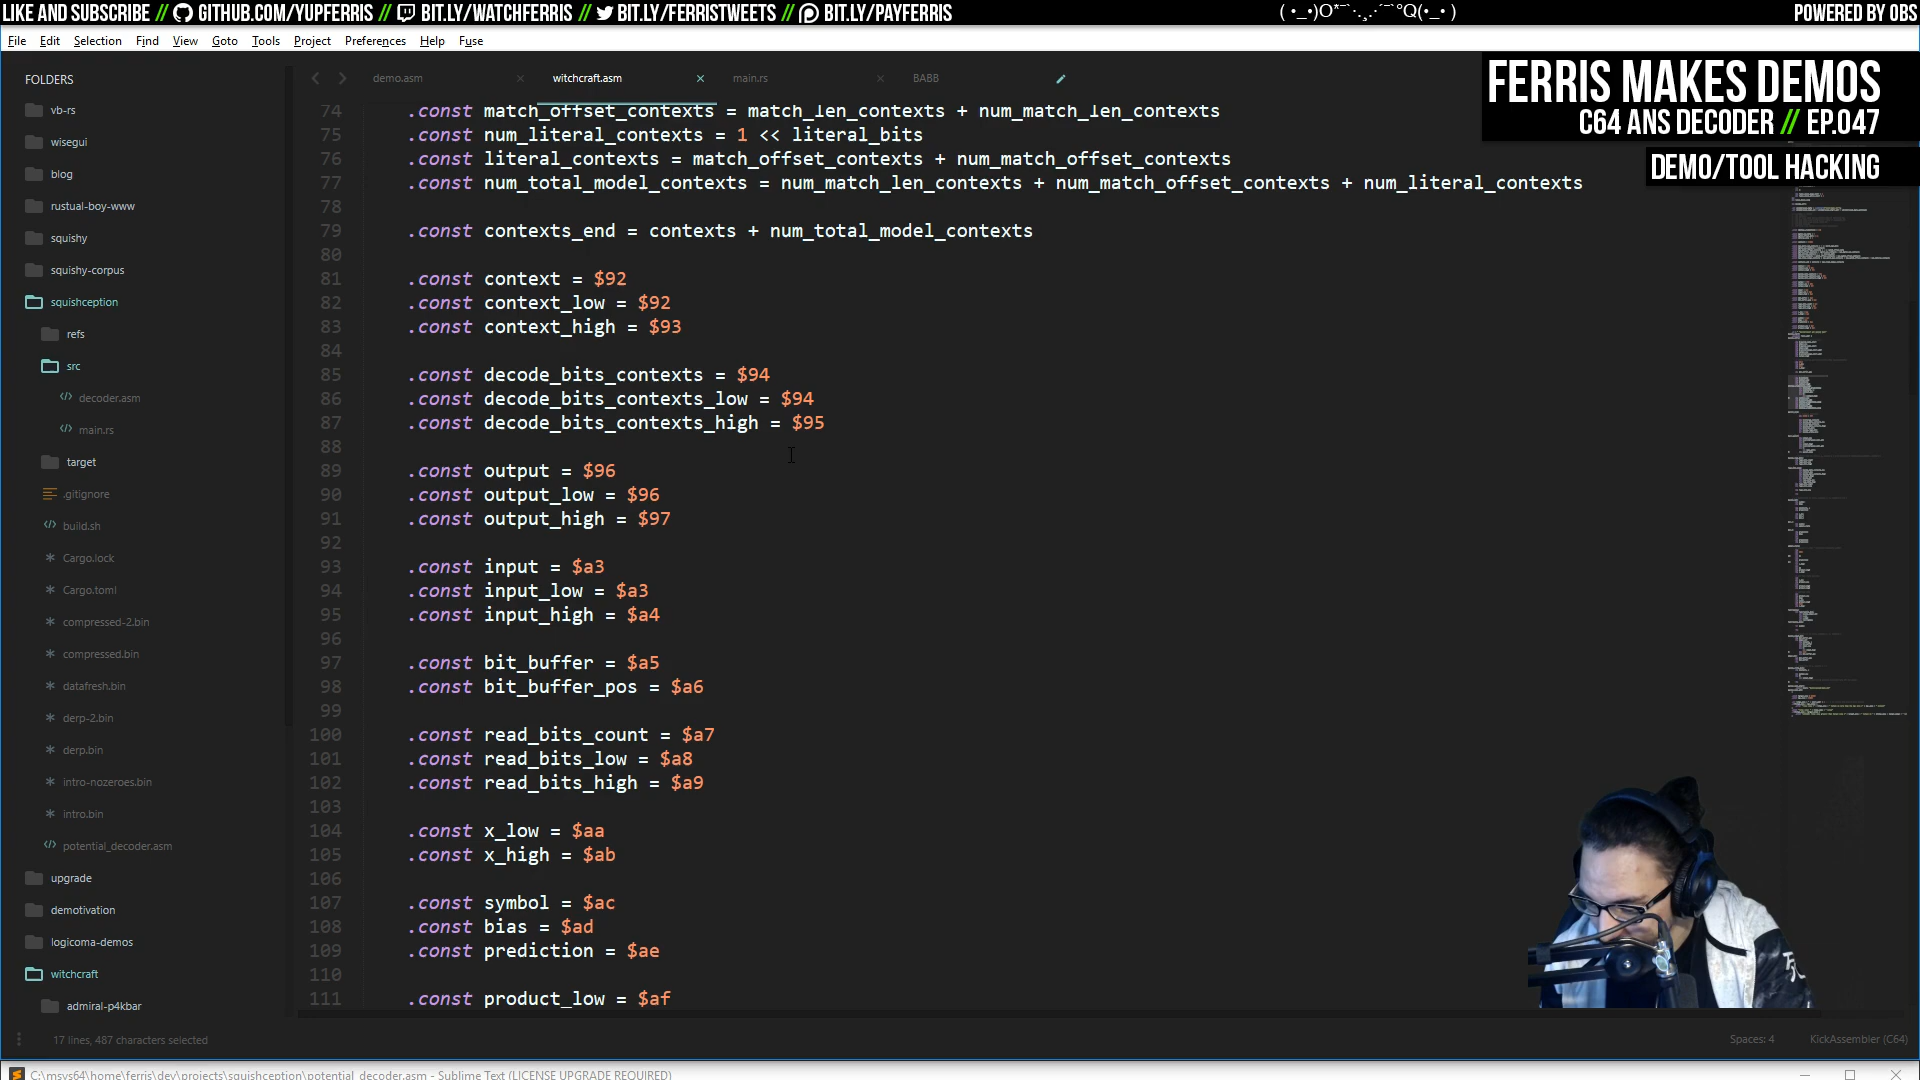 LIKE AND SUBSCRIBE // GITHUB.COM/YUPFERRIS // BIT.LY/WATCHFERRIS // BIT.LY/FERRISTWEETS // BIT.LY/PAYFERRIS
( •_•)O*¯`·.¸.·´¯`°Q(•_• )
POWERED BY OBS
File Edit Selection Find View Goto Tools Project Preferences Help Fuse
FERRIS MAKES DEMOS
C64 ANS DECODER // EP.047
DEMO/TOOL HACKING
FOLDERS
vb-rs
wisegui
blog
rustual-boy-www
squishy
squishy-corpus
squishception
refs
src
decoder.asm
main.rs
target
.gitignore
build.sh
Cargo.lock
Cargo.toml
compressed-2.bin
compressed.bin
datafresh.bin
derp-2.bin
derp.bin
intro-nozeroes.bin
intro.bin
potential_decoder.asm
upgrade
demotivation
logicoma-demos
witchcraft
admiral-p4kbar
demo.asm witchcraft.asm main.rs BABB
74 .const match_offset_contexts = match_len_contexts + num_match_len_contexts
75 .const num_literal_contexts = 1 << literal_bits
76 .const literal_contexts = match_offset_contexts + num_match_offset_contexts
77 .const num_total_model_contexts = num_match_len_contexts + num_match_offset_contexts + num_literal_contexts
78
79 .const contexts_end = contexts + num_total_model_contexts
80
81 .const context = $92
82 .const context_low = $92
83 .const context_high = $93
84
85 .const decode_bits_contexts = $94
86 .const decode_bits_contexts_low = $94
87 .const decode_bits_contexts_high = $95
88
89 .const output = $96
90 .const output_low = $96
91 .const output_high = $97
92
93 .const input = $a3
94 .const input_low = $a3
95 .const input_high = $a4
96
97 .const bit_buffer = $a5
98 .const bit_buffer_pos = $a6
99
100 .const read_bits_count = $a7
101 .const read_bits_low = $a8
102 .const read_bits_high = $a9
103
104 .const x_low = $aa
105 .const x_high = $ab
106
107 .const symbol = $ac
108 .const bias = $ad
109 .const prediction = $ae
110
111 .const product_low = $af
17 lines, 487 characters selected
Spaces: 4
KickAssembler (C64)
C:\msys64\home\ferris\dev\projects\squishception\potential_decoder.asm - Sublime Text (LICENSE UPGRADE REQUIRED)